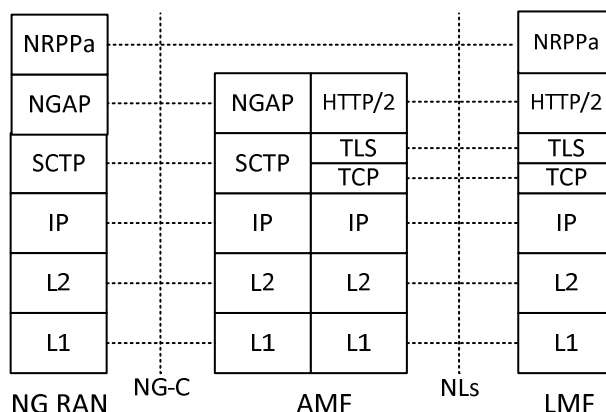 NRPPa NRPPa
NGAP NGAP HTTP/2 HTTP/2
SCTP SCTP TLS TLS
TCP TCP
IP IP IP IP
L2 L2 L2 L2
L1 L1 L1 L1
NG-C NLs
NG RAN AMF LMF